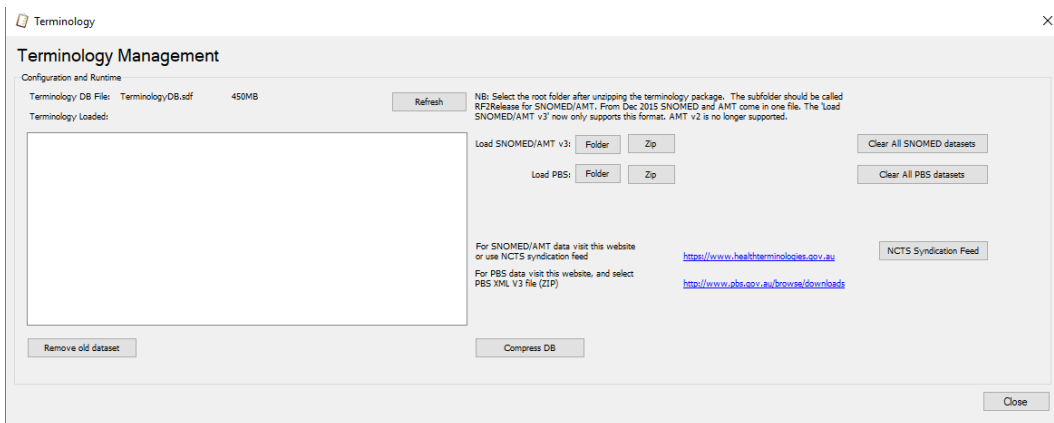 Terminology
Terminology Management
Configuration and Runtime
Terminology DB File: TerminologyDB.sdf 450MB
Refresh
NB: Select the root folder after unzipping the terminology package. The subfolder should be called
RF2Release for SNOMED/AMT. From Dec 2015 SNOMED and AMT come in one file. The 'Load
SNOMED/AMT v3' now only supports this format. AMT v2 is no longer supported.
Terminology Loaded:
Load SNOMED/AMT v3: Folder Zip Clear All SNOMED datasets
Load PBS: Folder Zip Clear All PBS datasets
For SNOMED/AMT data visit this website
or use NCTS syndication feed
https://www.healthterminologies.gov.au
NCTS Syndication Feed
For PBS data visit this website, and select
PBS XML V3 file (ZIP)
http://www.pbs.gov.au/browse/downloads
Remove old dataset Compress DB
Close